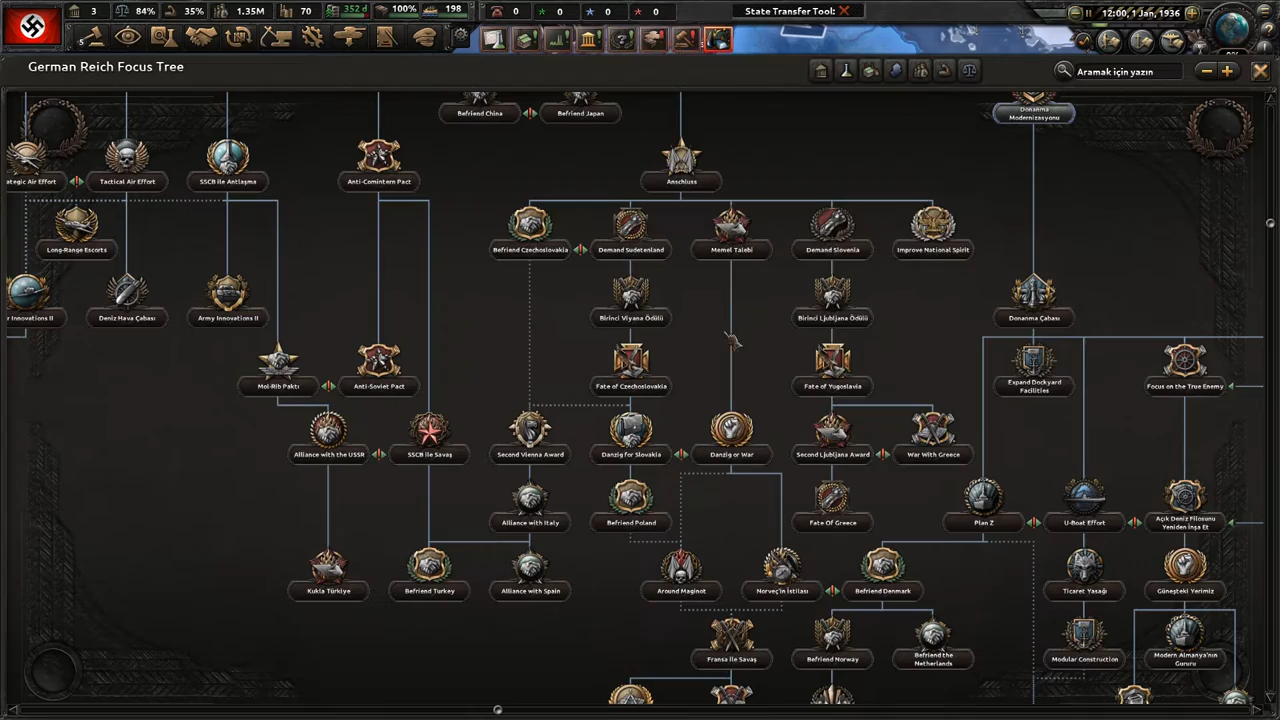 3 84% 35% 1.35M 70 352 d 100% 198 0 0 0 0 State Transfer Tool: 12:00, 1 Jan, 1936
German Reich Focus Tree
Aramak için yazın
Befriend China Befriend Japan Donanma
Modernizasyonu
ategic Air Effort Tactical Air Effort SSCB ile Antlaşma Anti-Comintern Pact Anschluss
Long-Range Escorts Befriend Czechoslovakia Demand Sudetenland Memel Talebi Demand Slovenia Improve National Spirit
r Innovations II Deniz Hava Çabası Army Innovations II Birinci Viyana Ödülü Birinci Ljubljana Ödülü Donanma Çabası
Mol-Rib Paktı Anti-Soviet Pact Fate of Czechoslovakia Fate of Yugoslavia Expand Dockyard
Facilities Focus on the True Enemy
Alliance with the USSR SSCB ile Savaş Second Vienna Award Danzig for Slovakia Danzig or War Second Ljubljana Award War With Greece
Alliance with Italy Befriend Poland Fate Of Greece Plan Z U-Boat Effort Açık Deniz Filosunu
Yeniden İnşa Et
Kukla Türkiye Befriend Turkey Alliance with Spain Around Maginot Norveç'in İstilası Befriend Denmark Ticaret Yasağı Güneşteki Yerimiz
Fransa İle Savaş Befriend Norway Befriend the
Netherlands Modular Construction Modern Almanya'nın
Gururu